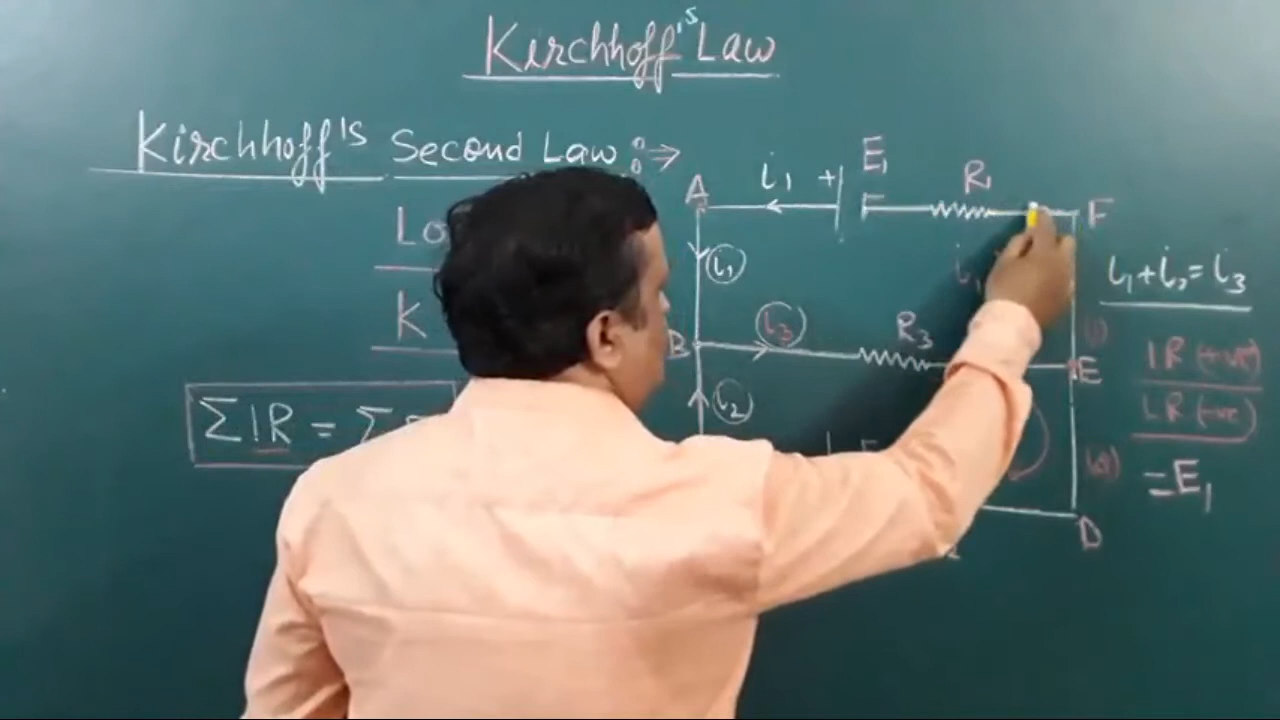 Kirchhoff's Law
Kirchhoff's Second Law :⇒
A i₁ + E₁ R₁ F
i₁
i₁ + i₂ = i₃
K
B i₃ R₃ E
IR (+ve)
IR (-ve)
ΣIR = Σ
i₂
= E₁
D